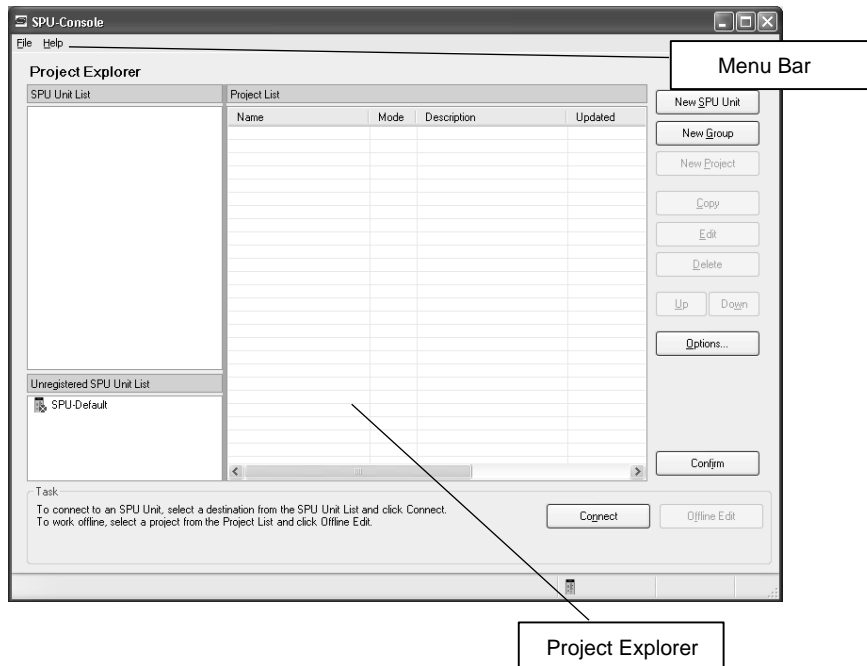 SPU-Console
File Help
Menu Bar
Project Explorer
SPU Unit List
Project List
New SPU Unit
Name Mode Description Updated
New Group
New Project
Copy
Edit
Delete
Up Down
Options...
Unregistered SPU Unit List
SPU-Default
Confirm
Task
To connect to an SPU Unit, select a destination from the SPU Unit List and click Connect.
To work offline, select a project from the Project List and click Offline Edit.
Connect
Offline Edit
Project Explorer